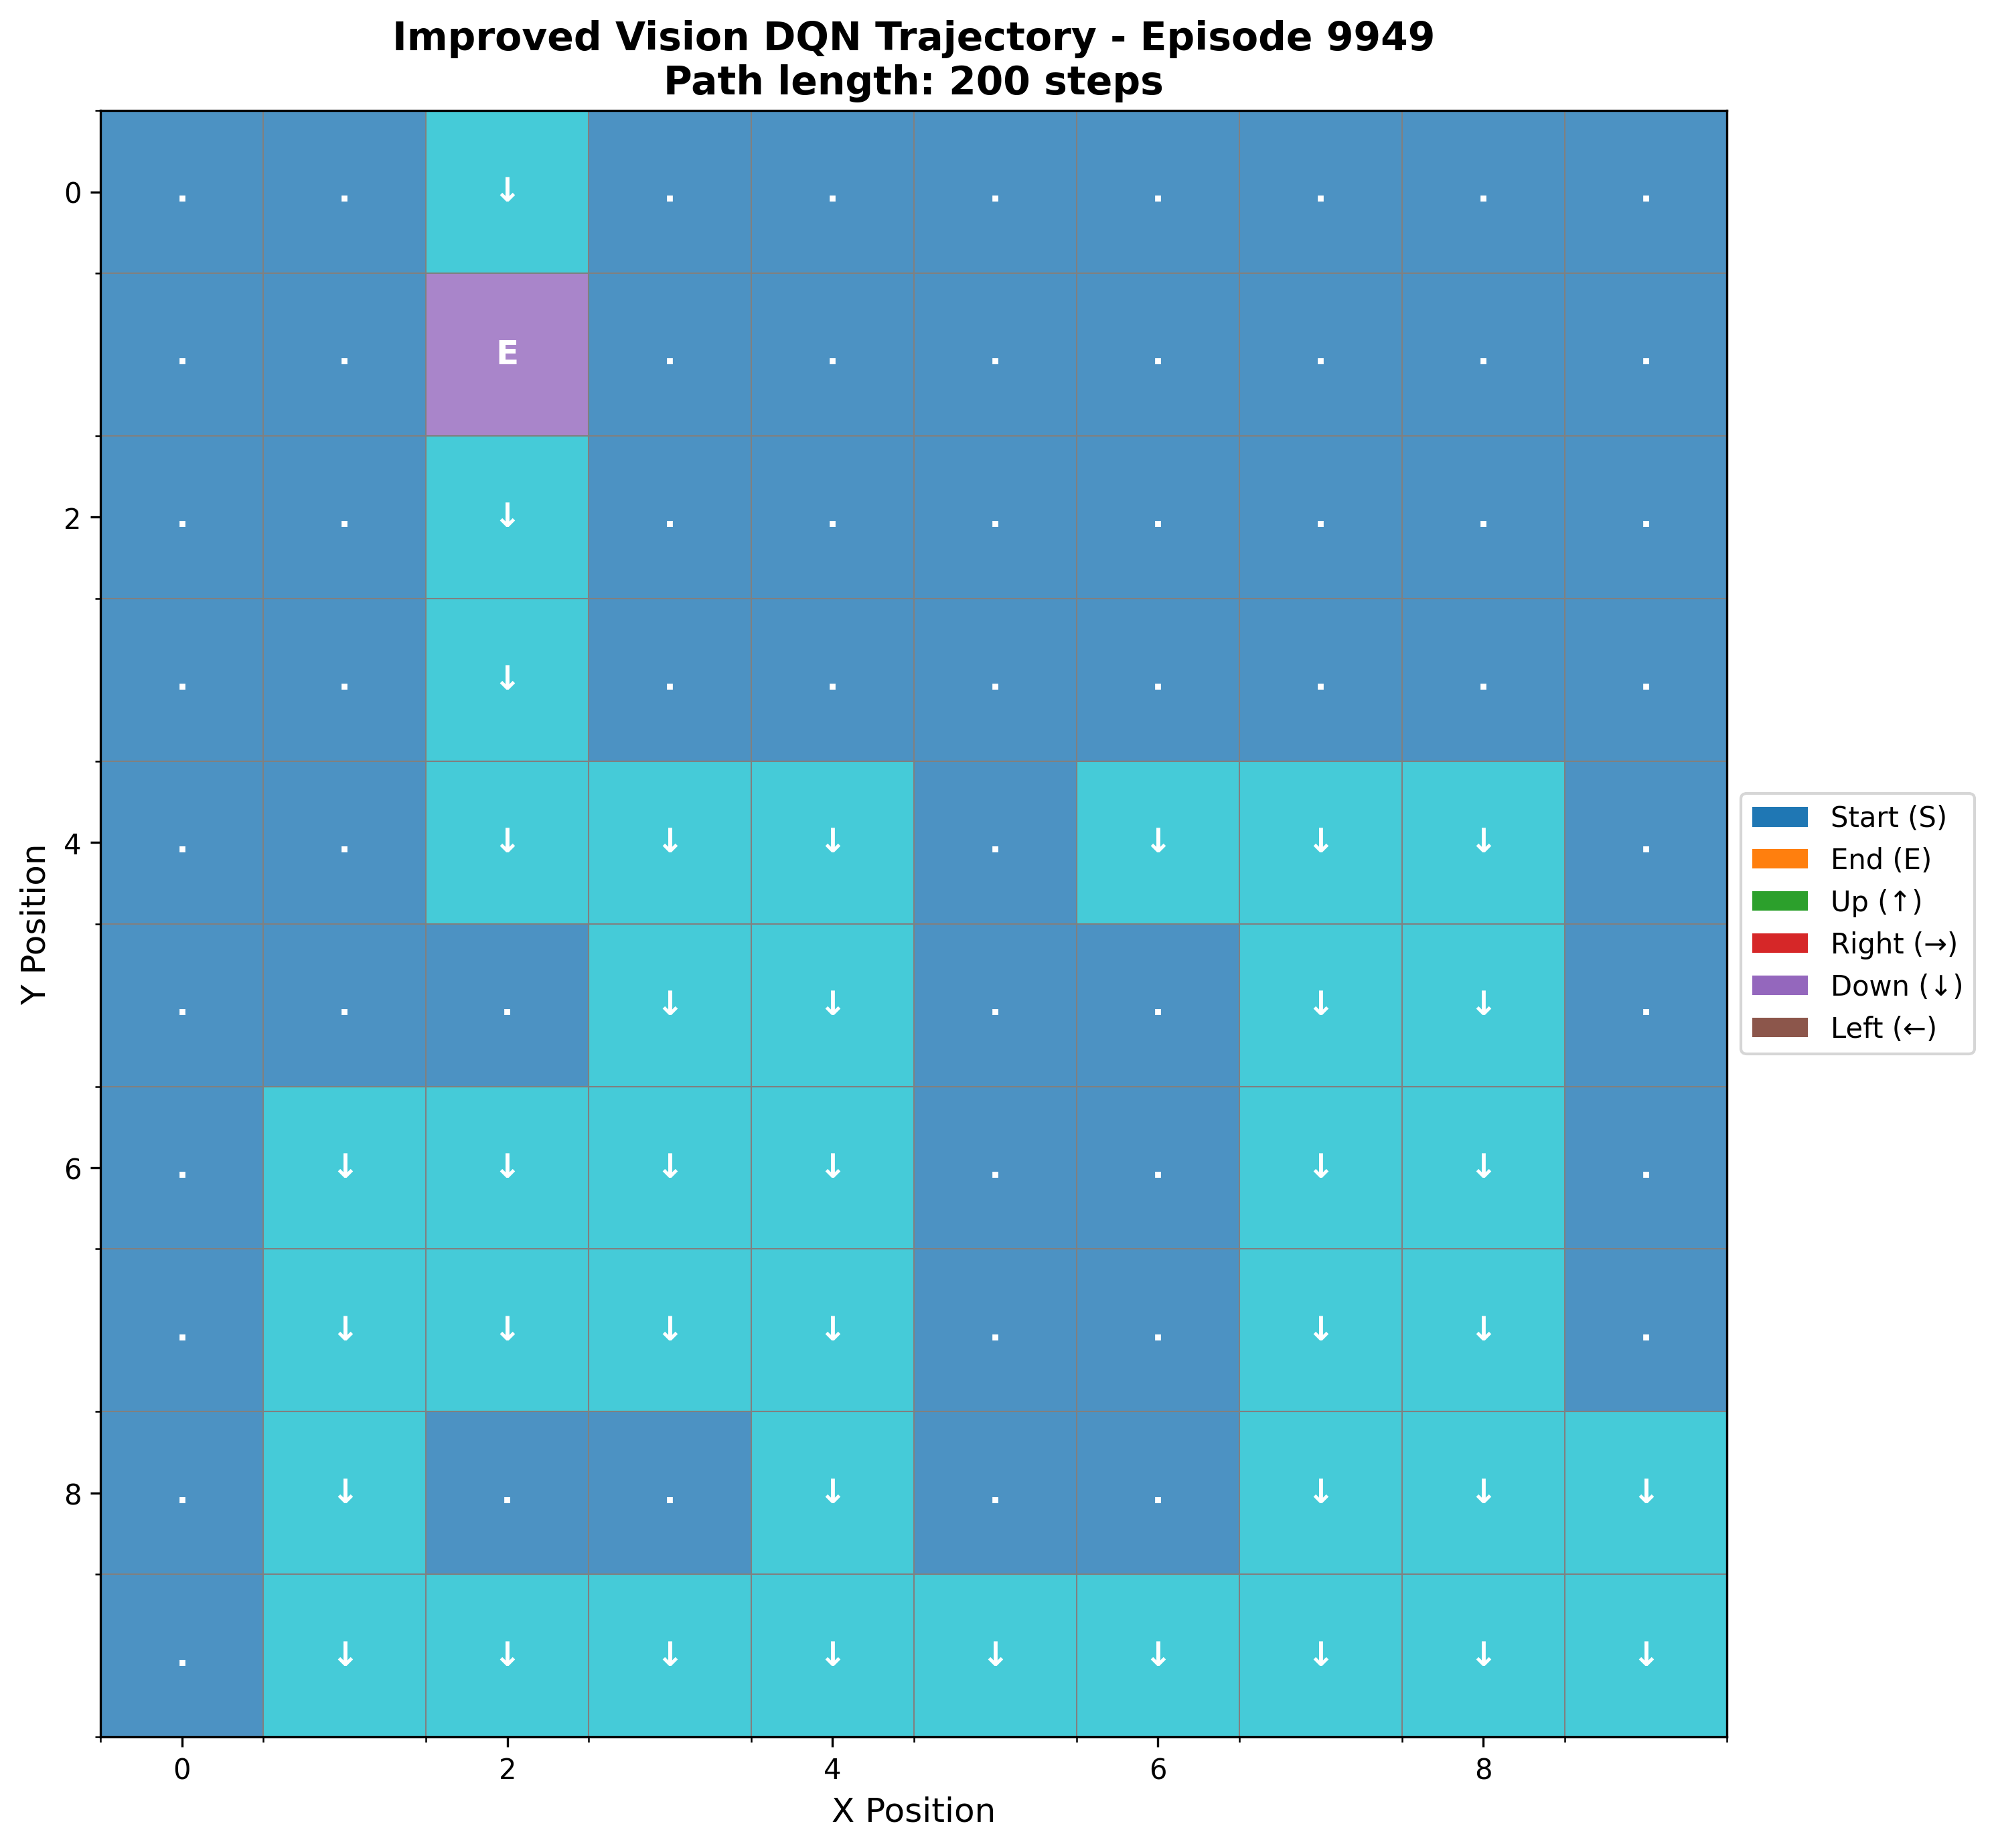 Improved Vision DQN Trajectory - Episode 9949
Path length: 200 steps
0 . . ↓ . . . . . . .
. . E . . . . . . .
2 . . ↓ . . . . . . .
. . ↓ . . . . . . .
4 . . ↓ ↓ ↓ . ↓ ↓ ↓ .
. . . ↓ ↓ . . ↓ ↓ .
6 . ↓ ↓ ↓ ↓ . . ↓ ↓ .
. ↓ ↓ ↓ ↓ . . ↓ ↓ .
8 . ↓ . . ↓ . . ↓ ↓ ↓
. ↓ ↓ ↓ ↓ ↓ ↓ ↓ ↓ ↓
0 2 4 6 8
X Position
Y Position
Start (S)
End (E)
Up (↑)
Right (→)
Down (↓)
Left (←)